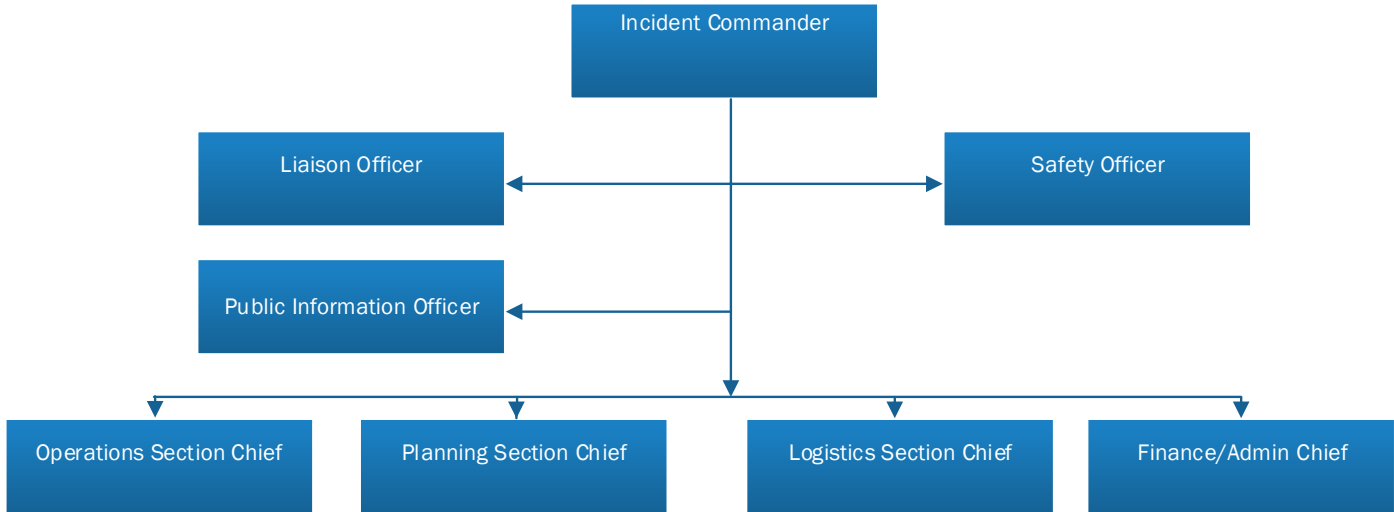 Incident Commander
Liaison Officer
Safety Officer
Public Information Officer
Operations Section Chief
Planning Section Chief
Logistics Section Chief
Finance/Admin Chief